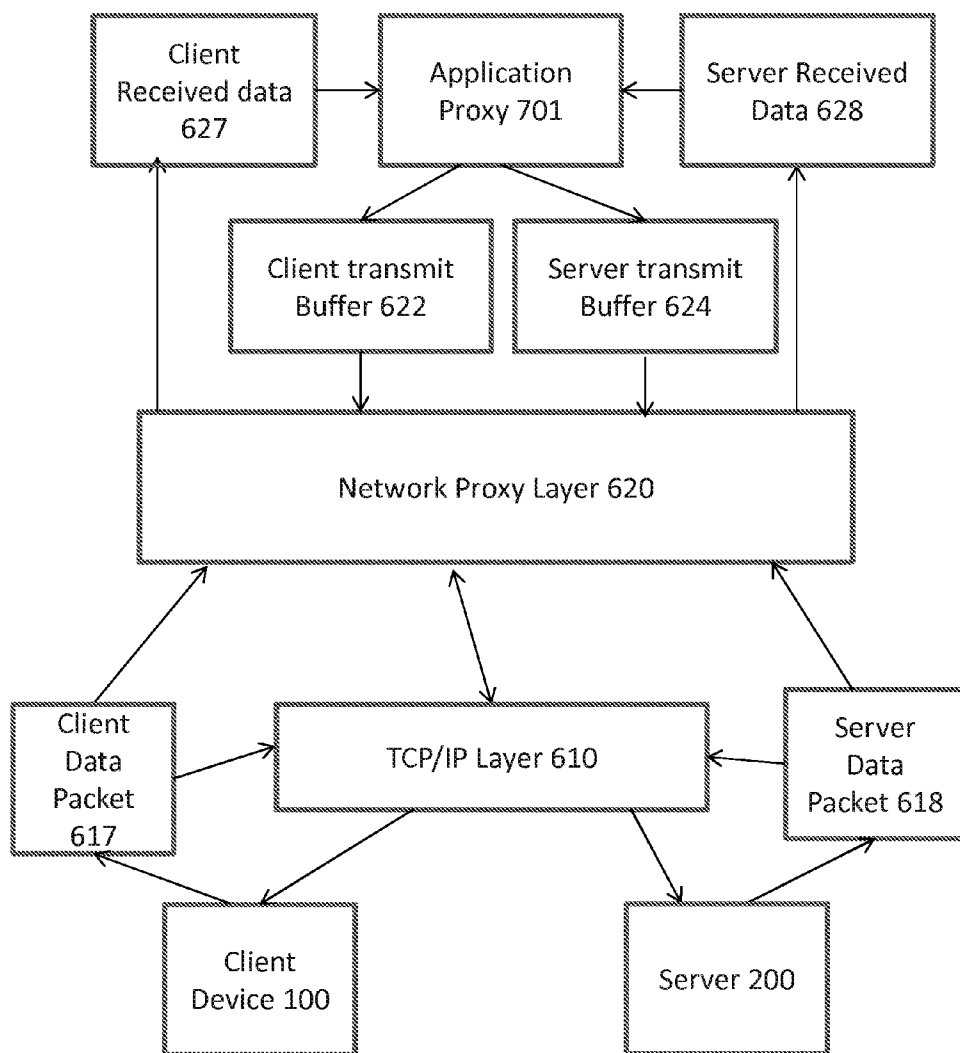 Client
Received data
627
Application
Proxy 701
Server Received
Data 628
Client transmit
Buffer 622
Server transmit
Buffer 624
Network Proxy Layer 620
Client
Data
Packet
617
TCP/IP Layer 610
Server
Data
Packet 618
Client
Device 100
Server 200